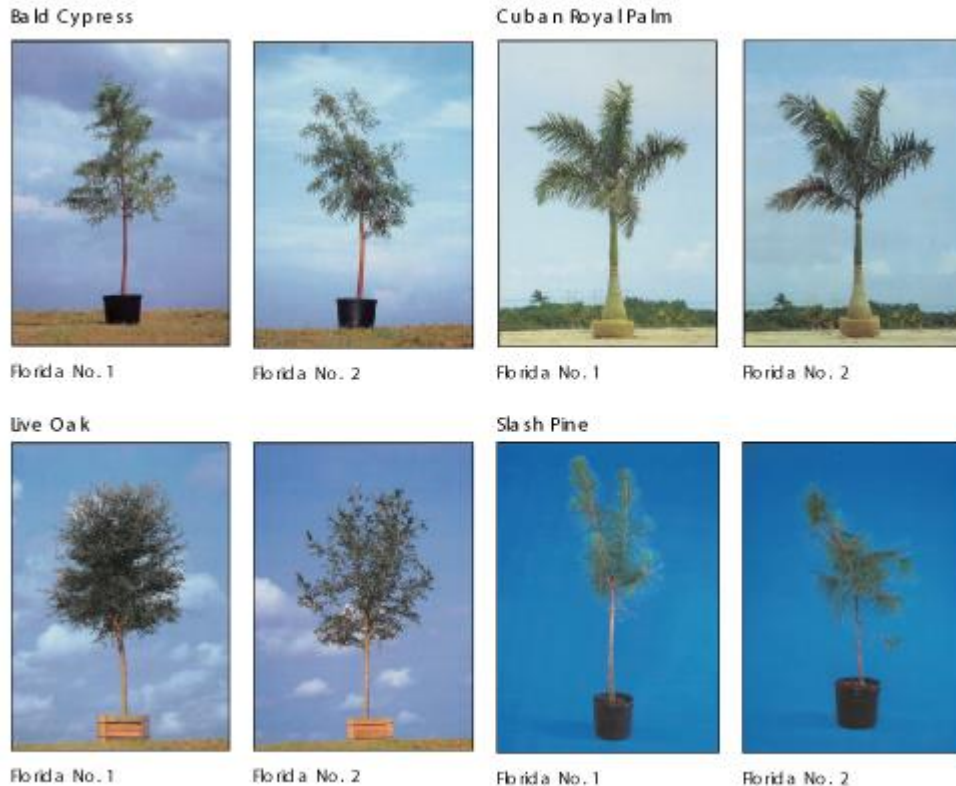 Bald Cypress
Cuban Royal Palm
Florida No. 1
Florida No. 2
Florida No. 1
Florida No. 2
Live Oak
Slash Pine
Florida No. 1
Florida No. 2
Florida No. 1
Florida No. 2